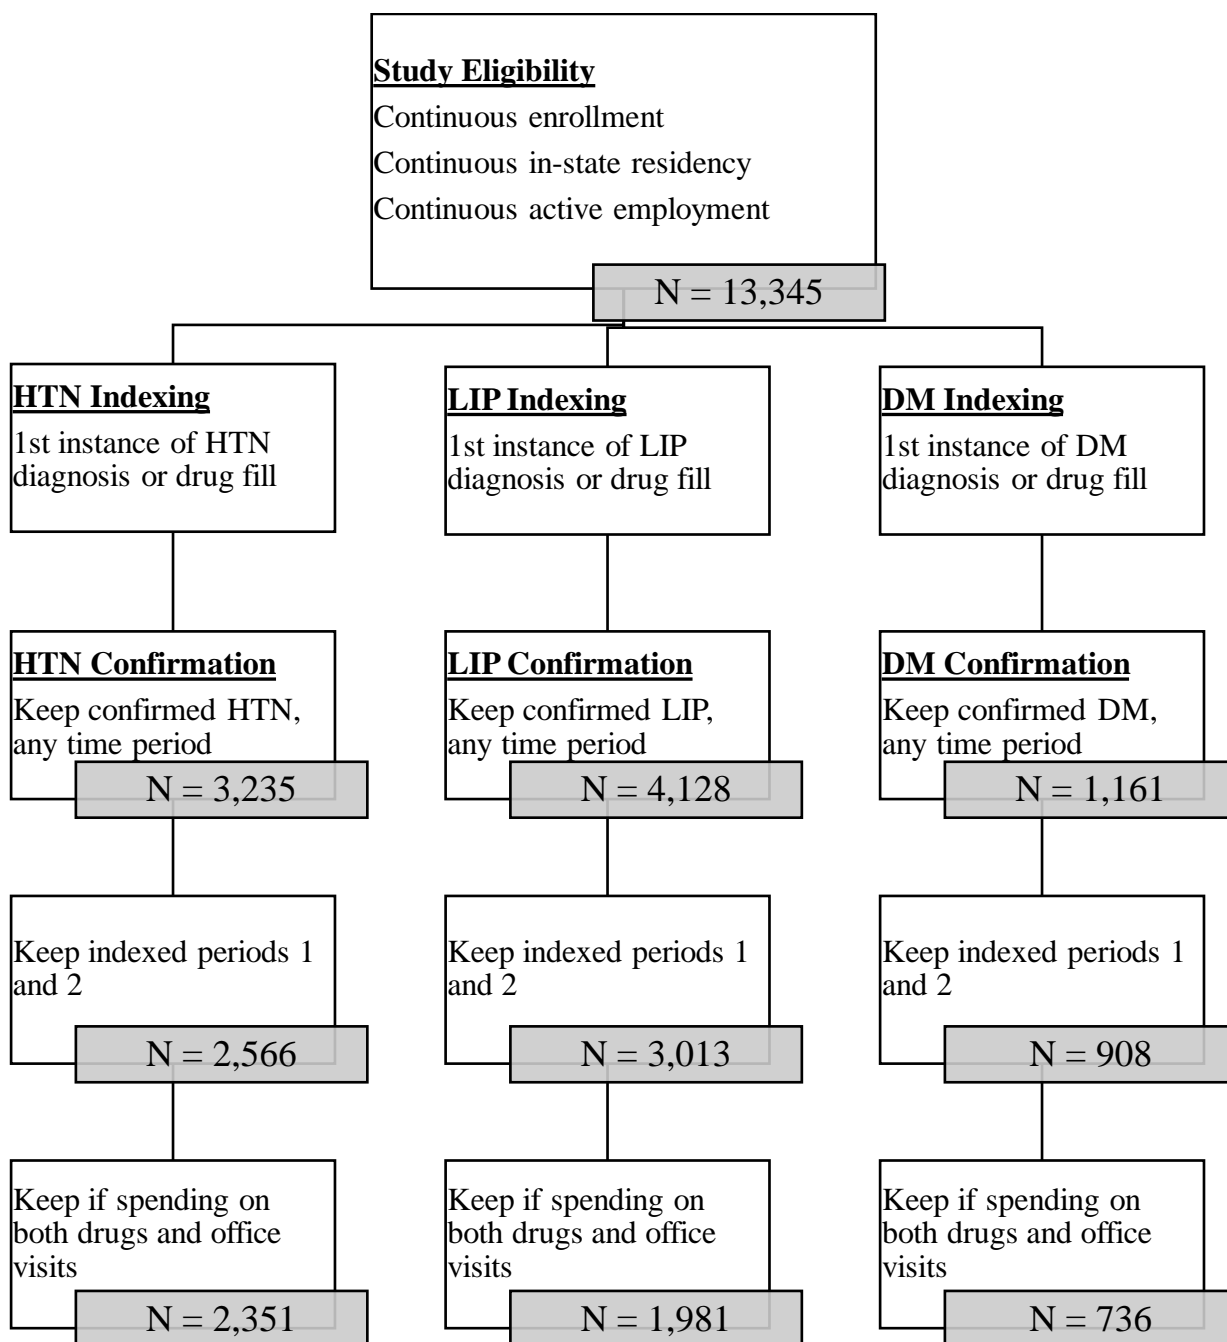 Study Eligibility
Continuous enrollment
Continuous in-state residency
Continuous active employment
N = 13,345
HTN Indexing
1st instance of HTN
diagnosis or drug fill
LIP Indexing
1st instance of LIP
diagnosis or drug fill
DM Indexing
1st instance of DM
diagnosis or drug fill
HTN Confirmation
Keep confirmed HTN,
any time period
N = 3,235
LIP Confirmation
Keep confirmed LIP,
any time period
N = 4,128
DM Confirmation
Keep confirmed DM,
any time period
N = 1,161
Keep indexed periods 1
and 2
N = 2,566
Keep indexed periods 1
and 2
N = 3,013
Keep indexed periods 1
and 2
N = 908
Keep if spending on
both drugs and office
visits
N = 2,351
Keep if spending on
both drugs and office
visits
N = 1,981
Keep if spending on
both drugs and office
visits
N = 736